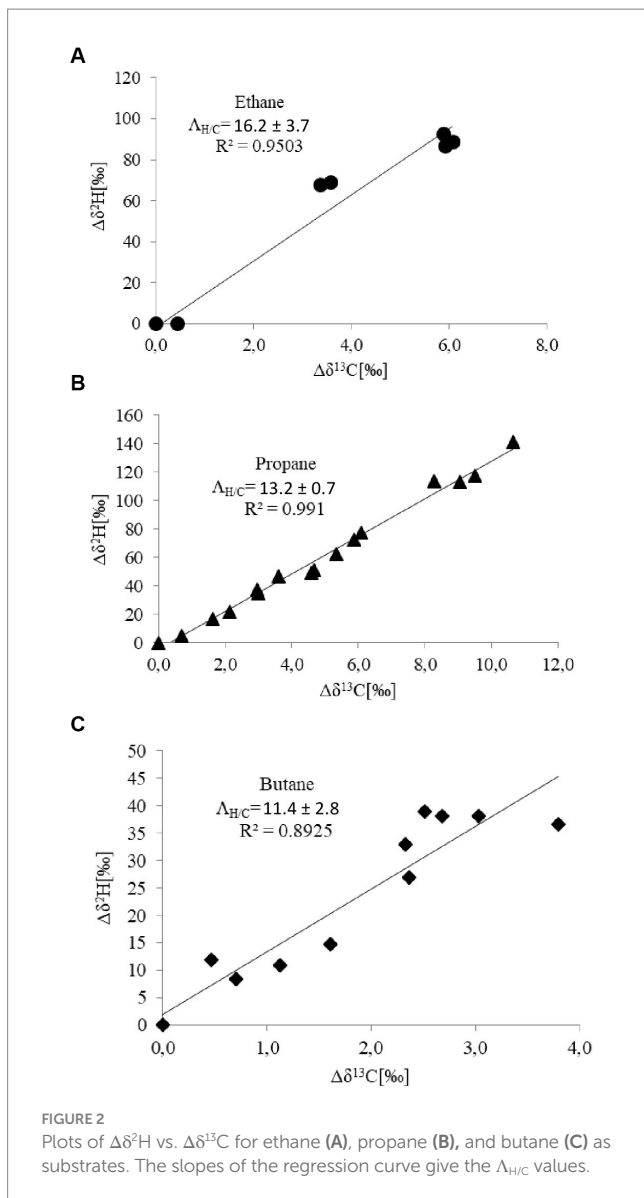 A
120
100
80
60
40
20
0
Δδ²H[‰]
Ethane
Λ_H/C= 16.2 ± 3.7
R² = 0.9503
0,0 2,0 4,0 6,0 8,0
Δδ¹³C[‰]
B
160
140
120
100
80
60
40
20
0
Δδ²H[‰]
Propane
Λ_H/C= 13.2 ± 0.7
R² = 0.991
0,0 2,0 4,0 6,0 8,0 10,0 12,0
Δδ¹³C[‰]
C
50
45
40
35
30
25
20
15
10
5
0
Δδ²H[‰]
Butane
Λ_H/C= 11.4 ± 2.8
R² = 0.8925
0,0 1,0 2,0 3,0 4,0
Δδ¹³C[‰]
FIGURE 2
Plots of Δδ²H vs. Δδ¹³C for ethane (A), propane (B), and butane (C) as
substrates. The slopes of the regression curve give the Λ_H/C values.